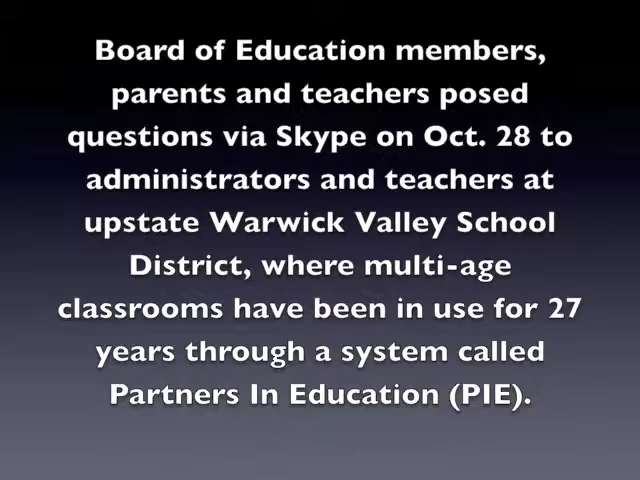 Board of Education members,
parents and teachers posed
questions via Skype on Oct. 28 to
administrators and teachers at
upstate Warwick Valley School
District, where multi-age
classrooms have been in use for 27
years through a system called
Partners In Education (PIE).